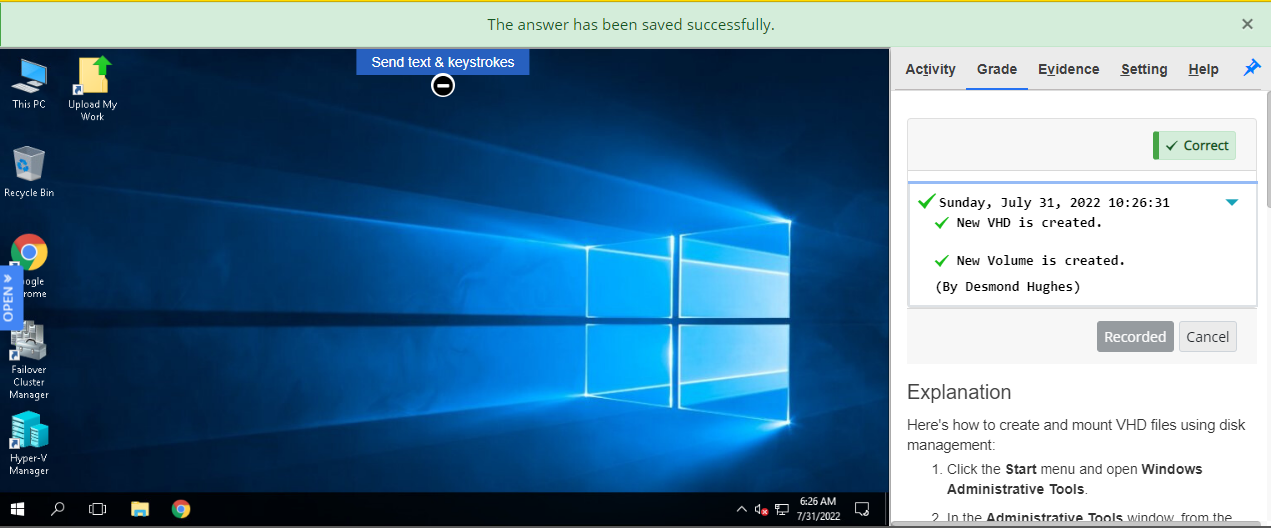 The answer has been saved successfully.
×
Send text & keystrokes
This PC
Upload My
Work
Recycle Bin
OPEN
Failover
Cluster
Manager
Hyper-V
Manager
6:26 AM
7/31/2022
Activity Grade Evidence Setting Help
Correct
Sunday, July 31, 2022 10:26:31
New VHD is created.
New Volume is created.
(By Desmond Hughes)
Recorded Cancel
Explanation
Here's how to create and mount VHD files using disk
management:
1. Click the Start menu and open Windows
Administrative Tools.
2. In the Administrative Tools window, from the